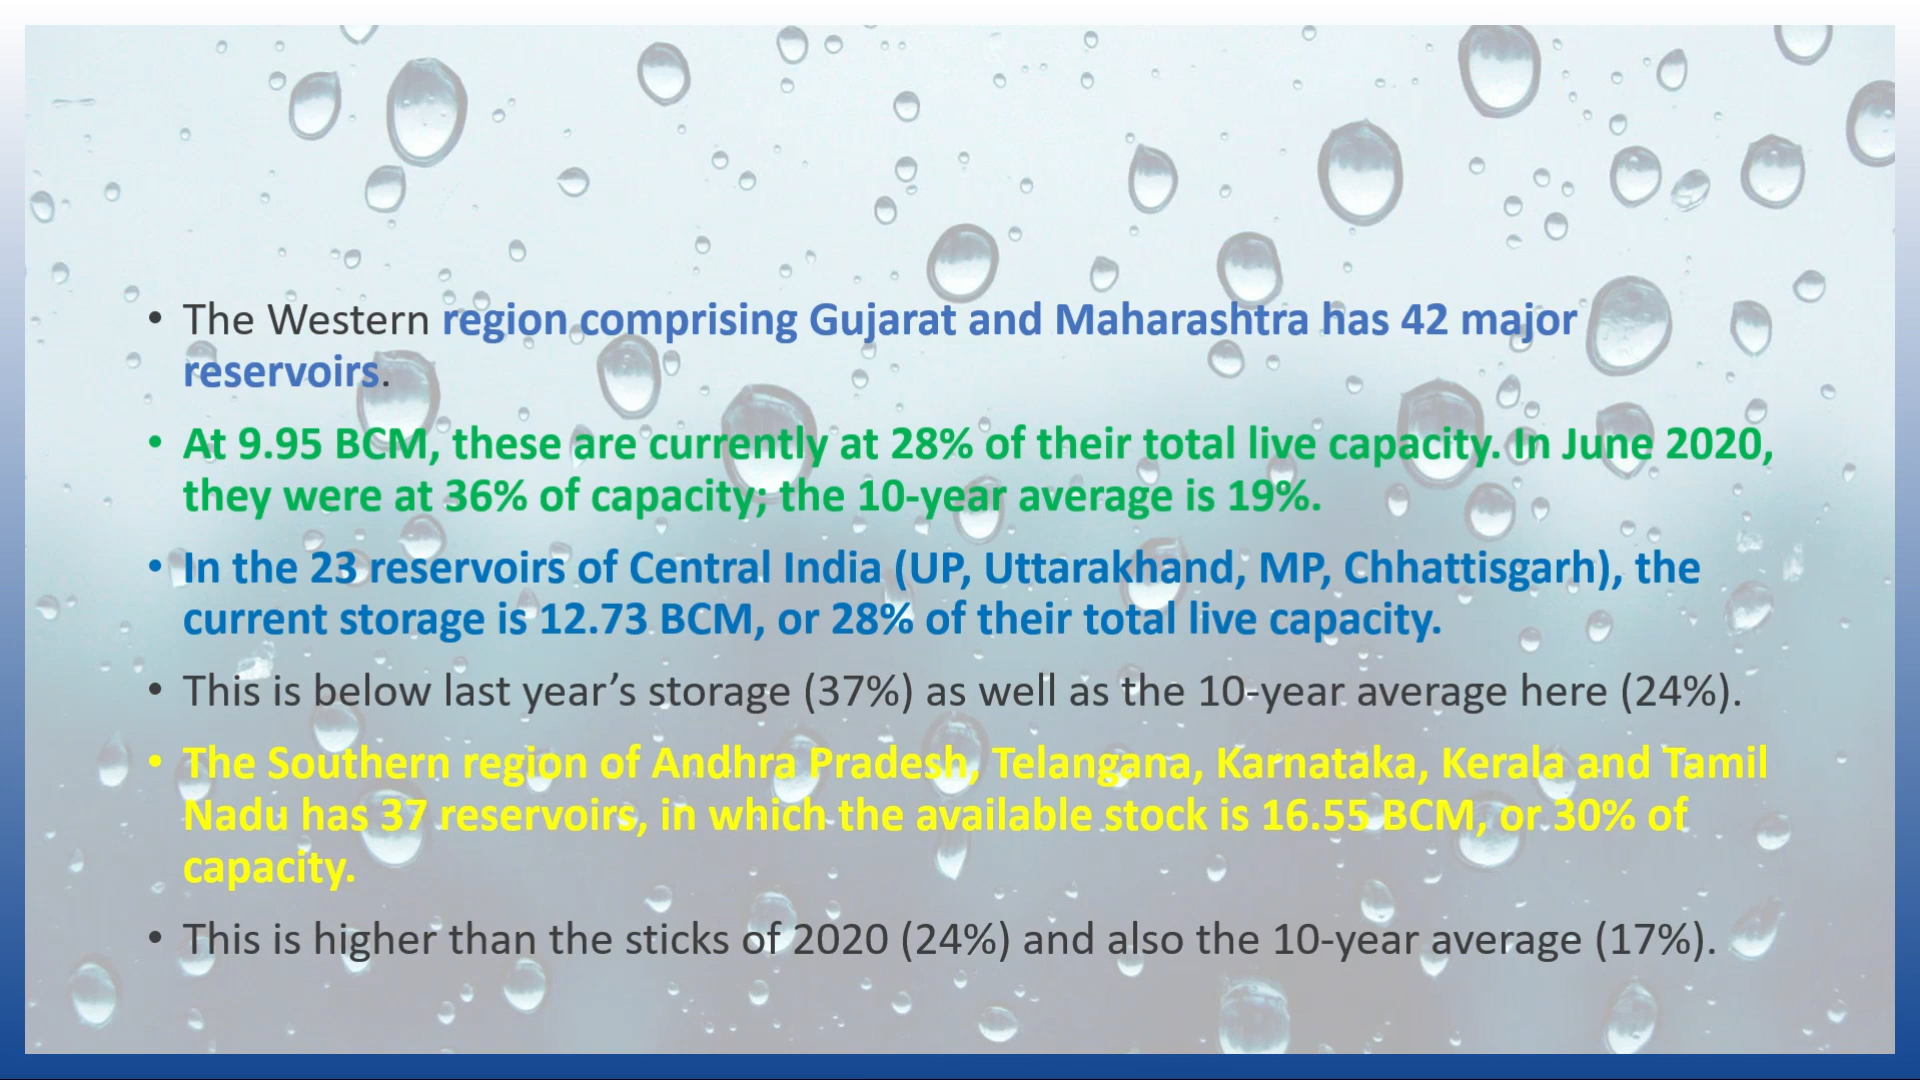 • The Western region comprising Gujarat and Maharashtra has 42 major
reservoirs.
• At 9.95 BCM, these are currently at 28% of their total live capacity. In June 2020,
they were at 36% of capacity; the 10-year average is 19%.
• In the 23 reservoirs of Central India (UP, Uttarakhand, MP, Chhattisgarh), the
current storage is 12.73 BCM, or 28% of their total live capacity.
• This is below last year’s storage (37%) as well as the 10-year average here (24%).
• The Southern region of Andhra Pradesh, Telangana, Karnataka, Kerala and Tamil
Nadu has 37 reservoirs, in which the available stock is 16.55 BCM, or 30% of
capacity.
• This is higher than the sticks of 2020 (24%) and also the 10-year average (17%).